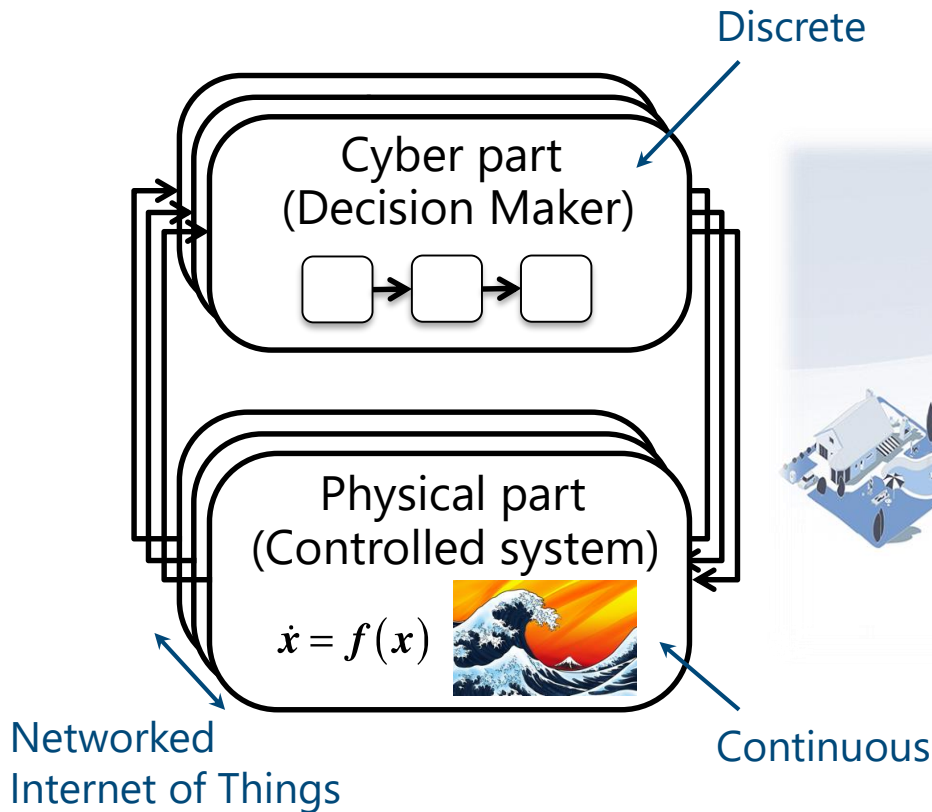 Discrete
Cyber part
(Decision Maker)
Physical part
(Controlled system)
ẋ = f(x)
Networked
Internet of Things
Continuous